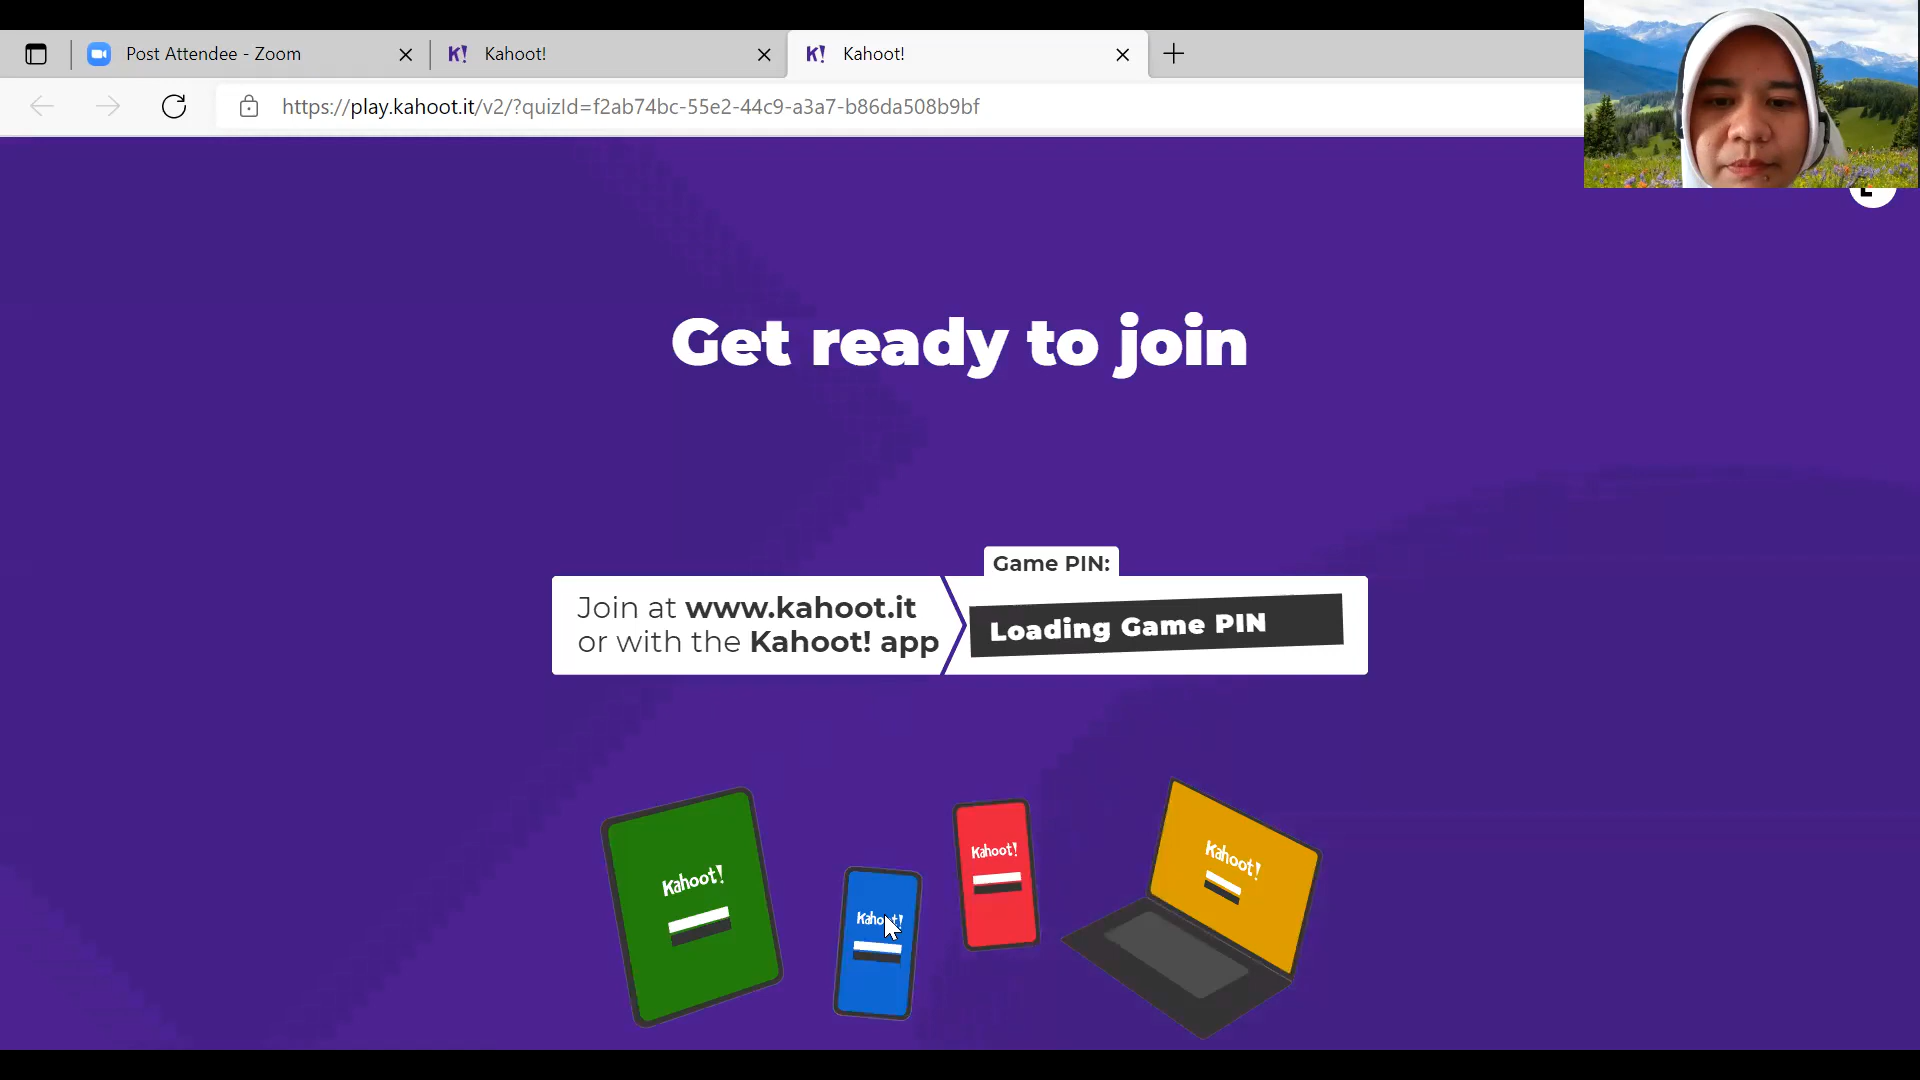 Post Attendee - Zoom
K! Kahoot!
K! Kahoot!
https://play.kahoot.it/v2/?quizId=f2ab74bc-55e2-44c9-a3a7-b86da508b9bf
Get ready to join
Game PIN:
Join at www.kahoot.it
or with the Kahoot! app
Loading Game PIN
Kahoot!
Kahoot!
Kahoot!
Kahoot!